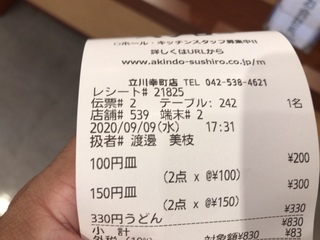 □ホール・キッチンスタッフ募集中!!
詳しくはURLから
www.akindo-sushiro.co.jp/m
立川幸町店 TEL 042-538-4621
レシート# 21825
伝票# 2 テーブル: 242 1名
店舗# 539 端末# 2
2020/09/09(水) 17:31
扱者# 渡邊 美枝
100円皿 ¥200
(2点 x @¥100)
150円皿 ¥300
(2点 x @¥150)
330円うどん ¥330
小 計 ¥830
外税 (10% 対象額¥830 ¥83